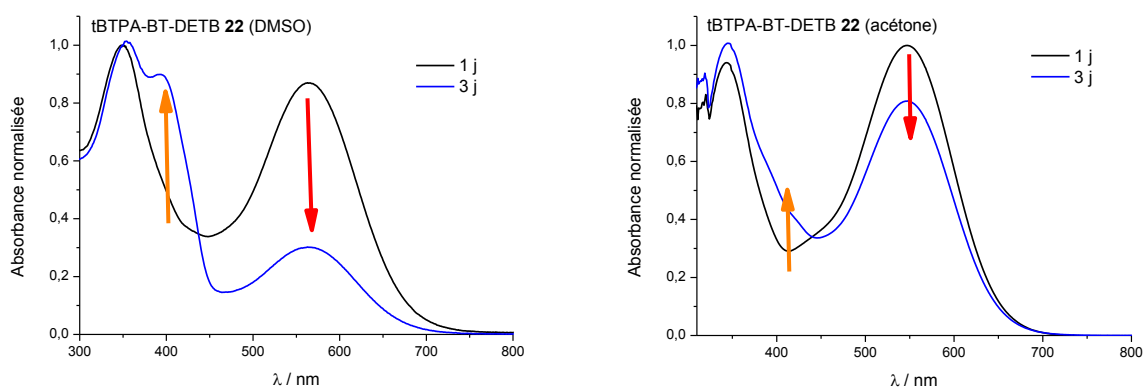 tBTPA-BT-DETB 22 (DMSO)
1 j
3 j
Absorbance normalisée
1,0
0,8
0,6
0,4
0,2
0,0
300 400 500 600 700 800
λ / nm
tBTPA-BT-DETB 22 (acétone)
1 j
3 j
Absorbance normalisée
1,0
0,8
0,6
0,4
0,2
0,0
400 500 600 700 800
λ / nm